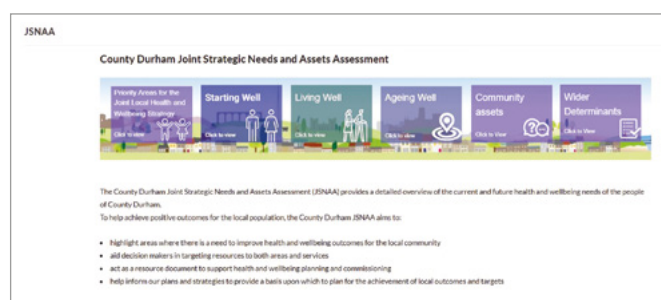 JSNAA
County Durham Joint Strategic Needs and Assets Assessment
Priority Areas for the
Joint Local Health and
Wellbeing Strategy
Click to view
Starting Well
Click to view
Living Well
Click to view
Ageing Well
Click to view
Community
assets
Click to View
Wider
Determinants
Click to View
The County Durham Joint Strategic Needs and Assets Assessment (JSNAA) provides a detailed overview of the current and future health and wellbeing needs of the people
of County Durham.
To help achieve positive outcomes for the local population, the County Durham JSNAA aims to:
• highlight areas where there is a need to improve health and wellbeing outcomes for the local community
• aid decision makers in targeting resources to both areas and services
• act as a resource document to support health and wellbeing planning and commissioning
• help inform our plans and strategies to provide a basis upon which to plan for the achievement of local outcomes and targets